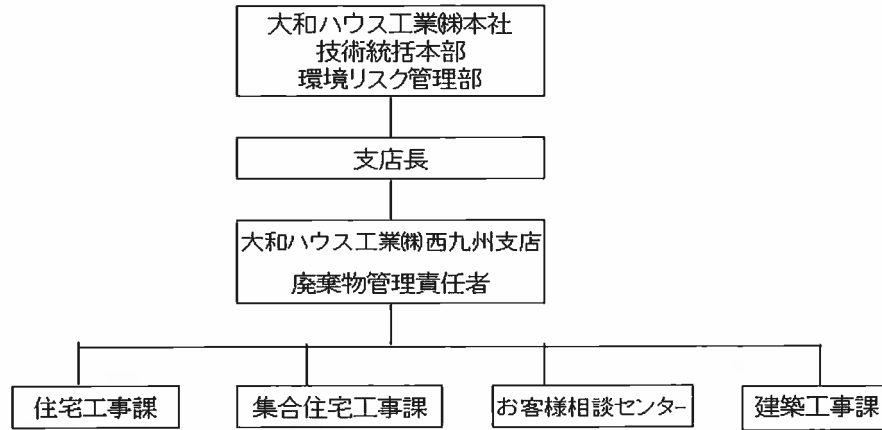 大和ハウス工業㈱本社
技術統括本部
環境リスク管理部
支店長
大和ハウス工業㈱西九州支店
廃棄物管理責任者
住宅工事課
集合住宅工事課
お客様相談センター
建築工事課